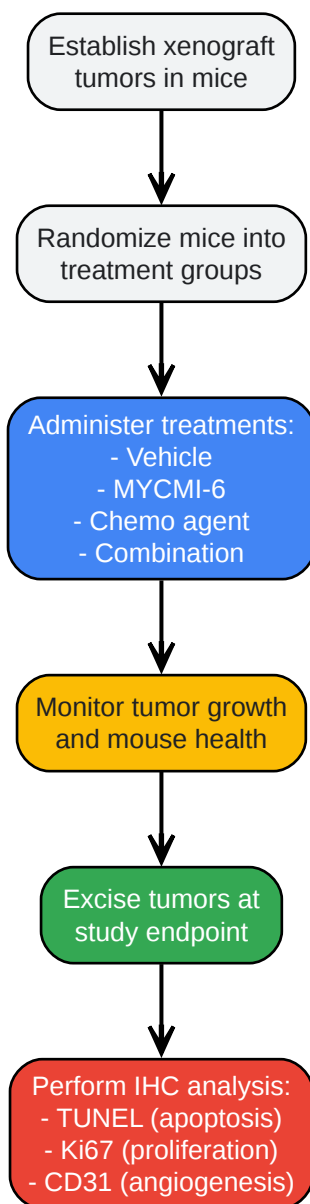 Establish xenograft
tumors in mice
Randomize mice into
treatment groups
Administer treatments:
- Vehicle
- MYCMI-6
- Chemo agent
- Combination
Monitor tumor growth
and mouse health
Excise tumors at
study endpoint
Perform IHC analysis:
- TUNEL (apoptosis)
- Ki67 (proliferation)
- CD31 (angiogenesis)